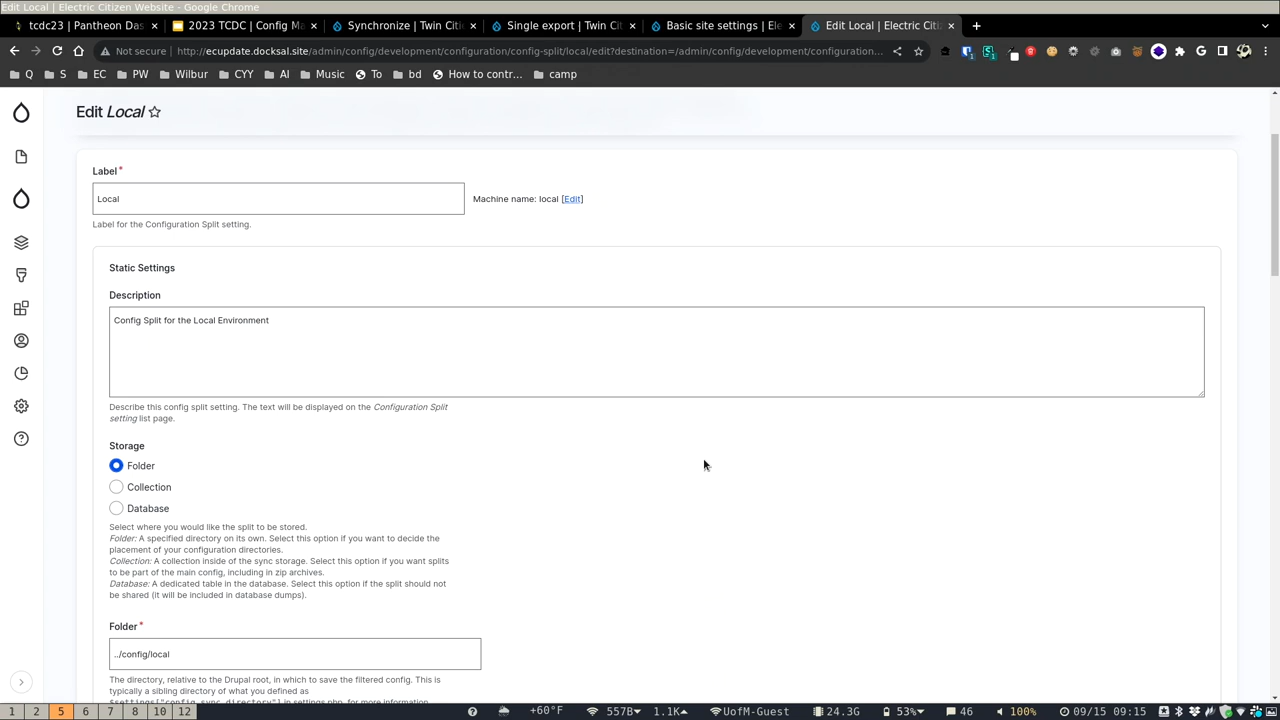 Edit Local | Electric Citizen Website - Google Chrome
tcdc23 | Pantheon Das
2023 TCDC | Config M
Synchronize | Twin Citi
Single export | Twin Cit
Basic site settings | Ele
Edit Local | Electric Citi
Not secure | http://ecupdate.docksal.site/admin/config/development/configuration/config-split/local/edit?destination=/admin/config/development/configuration...
Q S EC PW Wilbur CYY AI Music To bd How to contr... camp
Edit Local
Label*
Local
Machine name: local [Edit]
Label for the Configuration Split setting.
Static Settings
Description
Config Split for the Local Environment
Describe this config split setting. The text will be displayed on the Configuration Split
setting list page.
Storage
Folder
Collection
Database
Select where you would like the split to be stored.
Folder: A specified directory on its own. Select this option if you want to decide the
placement of your configuration directories.
Collection: A collection inside of the sync storage. Select this option if you want splits
to be part of the main config, including in zip archives.
Database: A dedicated table in the database. Select this option if the split should not
be shared (it will be included in database dumps).
Folder*
../config/local
The directory, relative to the Drupal root, in which to save the filtered config. This is
typically a sibling directory of what you defined as
$settings["config_sync_directory"] in settings.php, for more information
1 2 5 6 7 8 10 12 +60°F 557B 1.1K UofM-Guest 24.3G 53% 46 100% 09/15 09:15